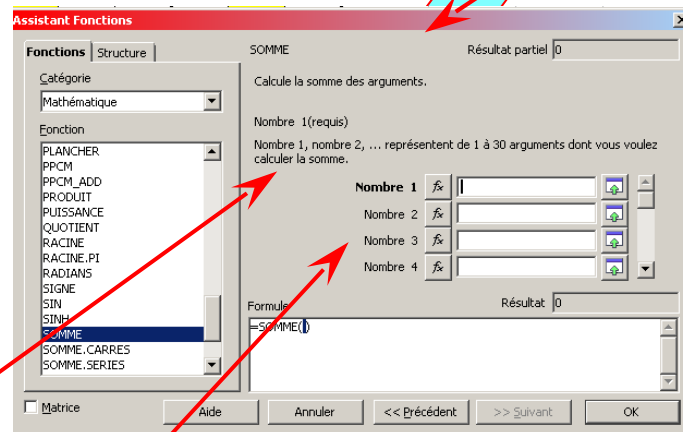 Assistant Fonctions
Fonctions Structure
SOMME
Résultat partiel 0
Catégorie
Mathématique
Calcule la somme des arguments.
Fonction
PLANCHER
PPCM
PPCM_ADD
PRODUIT
PUISSANCE
QUOTIENT
RACINE
RACINE.PI
RADIANS
SIGNE
SIN
SINH
SOMME
SOMME.CARRES
SOMME.SERIES
Nombre 1(requis)
Nombre 1, nombre 2, ... représentent de 1 à 30 arguments dont vous voulez
calculer la somme.
Nombre 1 fx
Nombre 2 fx
Nombre 3 fx
Nombre 4 fx
Formule
Résultat 0
=SOMME()
Matrice
Aide
Annuler
<< Précédent
>> Suivant
OK